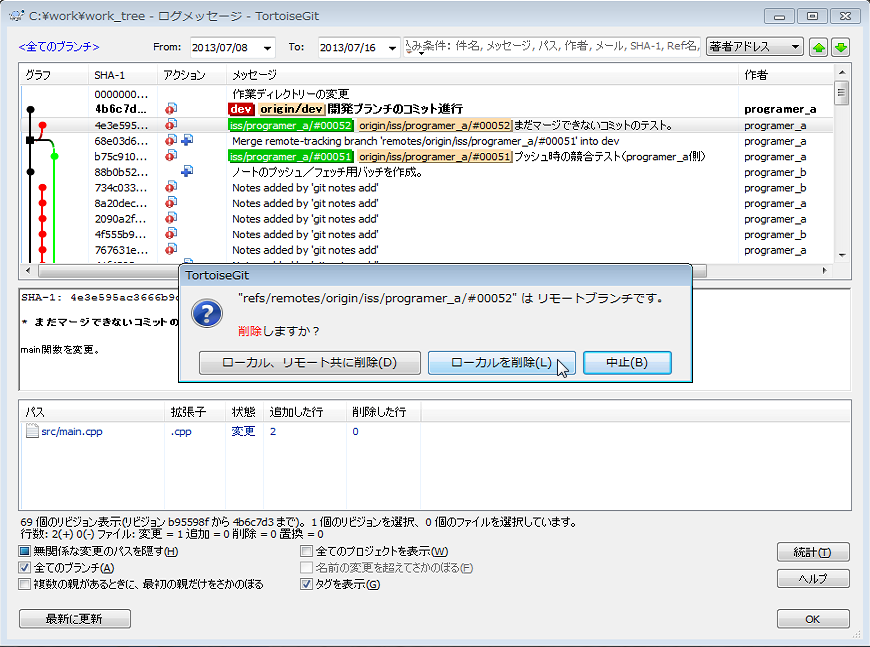 C:¥work¥work_tree - ログメッセージ - TortoiseGit
<全てのブランチ> From: 2013/07/08 To: 2013/07/16 条件: 件名, メッセージ, パス, 作者, メール, SHA-1, Ref名, 著者アドレス
グラフ SHA-1 アクション メッセージ 作者
0000000... 作業ディレクトリーの変更
4b6c7d... dev origin/dev 開発ブランチのコミット進行 programer_a
4e3e595... iss/programer_a/#00052 origin/iss/programer_a/#00052 まだマージできないコミットのテスト。 programer_a
68e03d6... Merge remote-tracking branch 'remotes/origin/iss/programer_a/#00051' into dev programer_a
b75c910... iss/programer_a/#00051 origin/iss/programer_a/#00051 プッシュ時の競合テスト(programer_a側) programer_a
88b0b52... ノートのプッシュ/フェッチ用バッチを作成。 programer_b
734c033... Notes added by 'git notes add' programer_b
8a20dec... Notes added by 'git notes add' programer_a
2090a2f... Notes added by 'git notes add' programer_a
4f555b9... Notes added by 'git notes add' programer_b
767631e... Notes added by 'git notes add' programer_a
TortoiseGit
"refs/remotes/origin/iss/programer_a/#00052" は リモートブランチです。
削除しますか?
ローカル、リモート共に削除(D) ローカルを削除(L) 中止(B)
SHA-1: 4e3e595ac3666b9c
* まだマージできないコミットの
main関数を変更。
パス 拡張子 状態 追加した行 削除した行
src/main.cpp .cpp 変更 2 0
69 個のリビジョン表示(リビジョン b95598f から 4b6c7d3 まで)。1 個のリビジョンを選択、0 個のファイルを選択しています。
行数: 2(+) 0(-) ファイル: 変更 = 1 追加 = 0 削除 = 0 置換 = 0
無関係な変更のパスを隠す(H) 全てのプロジェクトを表示(W) 統計(T)
全てのブランチ(A) 名前の変更を超えてさかのぼる(F)
複数の親があるときに、最初の親だけをさかのぼる タグを表示(G) ヘルプ
最新に更新 OK